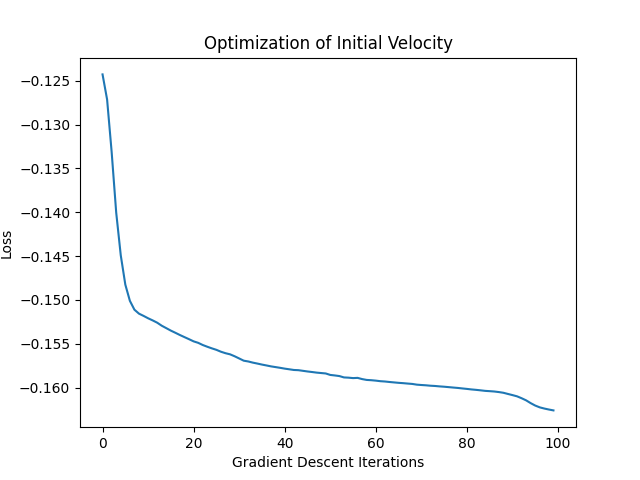 Optimization of Initial Velocity
−0.125
−0.130
−0.135
−0.140
−0.145
−0.150
−0.155
−0.160
Loss
0 20 40 60 80 100
Gradient Descent Iterations